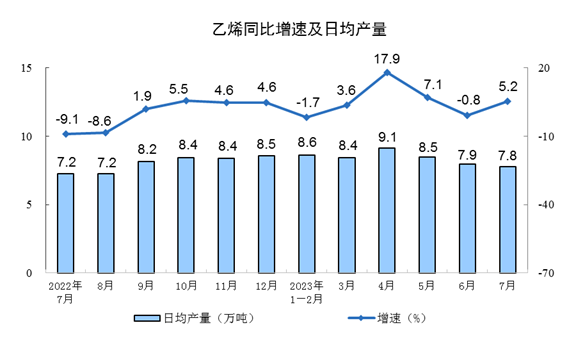 乙烯同比增速及日均产量
15
10
5
0
20
-10
-40
-70
-9.1
-8.6
1.9
5.5
4.6
4.6
-1.7
3.6
17.9
7.1
-0.8
5.2
7.2
7.2
8.2
8.4
8.4
8.5
8.6
8.4
9.1
8.5
7.9
7.8
2022年
7月
8月
9月
10月
11月
12月
2023年
1－2月
3月
4月
5月
6月
7月
日均产量（万吨）
增速（%）